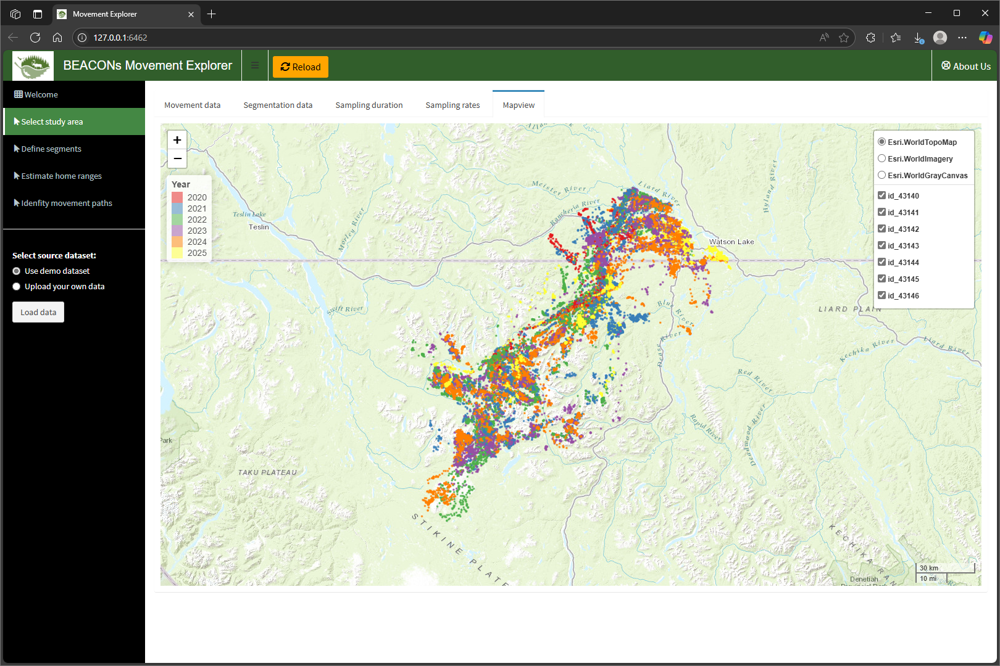 Movement Explorer
127.0.0.1:6462
BEACONs Movement Explorer
Reload
About Us
Welcome
Select study area
Define segments
Estimate home ranges
Idenfity movement paths
Select source dataset:
Use demo dataset
Upload your own data
Load data
Movement data
Segmentation data
Sampling duration
Sampling rates
Mapview
+
−
Year
2020
2021
2022
2023
2024
2025
Esri.WorldTopoMap
Esri.WorldImagery
Esri.WorldGrayCanvas
id_43140
id_43141
id_43142
id_43143
id_43144
id_43145
id_43146
Meister River
Liard River
Rancheria River
Hyland River
Teslin Lake
Teslin
Morley River
Watson Lake
Swift River
Blue River
LIARD PLAIN
Dease River
Kechika River
Liard River
Red River
Rapid River
Deadwood River
Park
TAKU PLATEAU
STIKINE PLATE
KECHIKA RAN
Denetiah
Provincial Park
30 km
10 mi